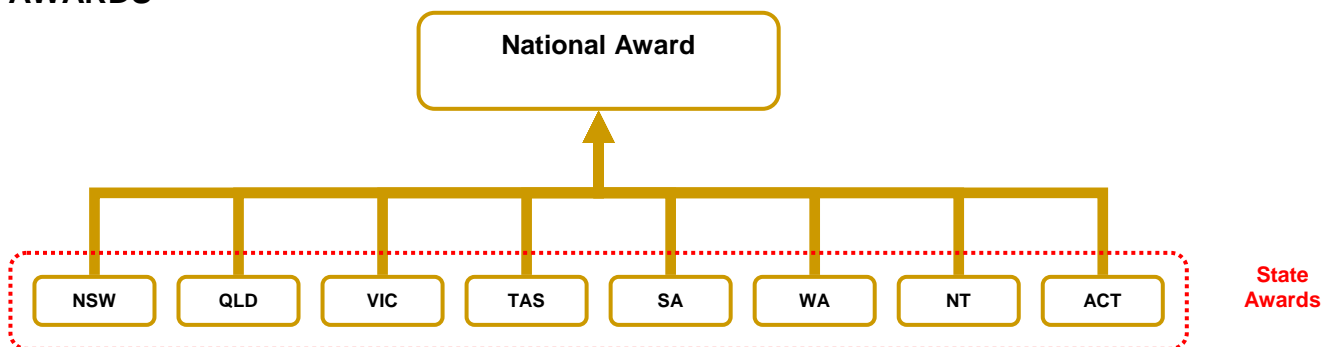 AWARDS
National Award
NSW QLD VIC TAS SA WA NT ACT
State
Awards